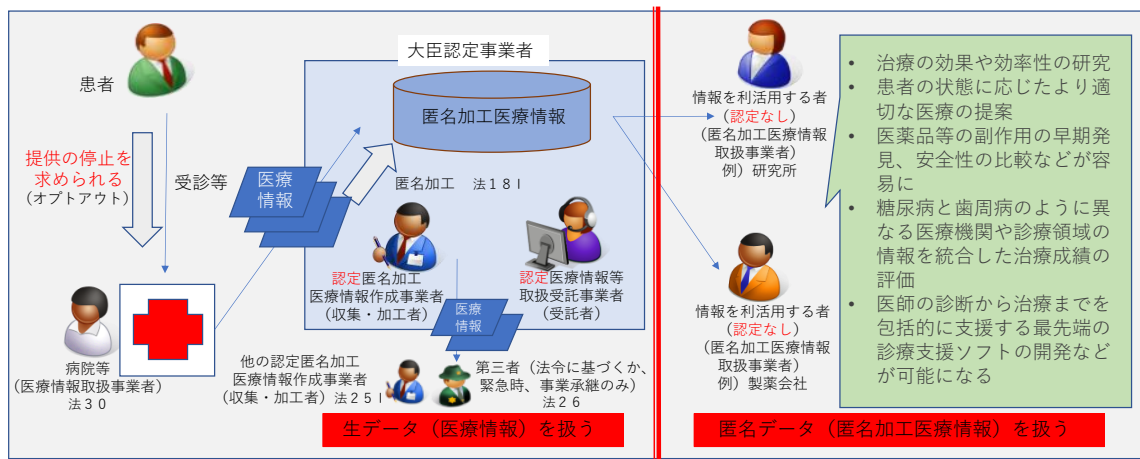 大臣認定事業者
患者
匿名加工医療情報
提供の停止を
求められる
(オプトアウト)
受診等
医療
情報
匿名加工　法18Ⅰ
認定匿名加工
医療情報作成事業者
(収集・加工者)
認定医療情報等
取扱受託事業者
(受託者)
医療
情報
病院等
(医療情報取扱事業者)
法30
他の認定匿名加工
医療情報作成事業者
(収集・加工者)法25Ⅰ
第三者(法令に基づくか、
緊急時、事業承継のみ)
法26
生データ(医療情報)を扱う
情報を利活用する者
(認定なし)
(匿名加工医療情報
取扱事業者)
例)研究所
情報を利活用する者
(認定なし)
(匿名加工医療情報
取扱事業者)
例)製薬会社
• 治療の効果や効率性の研究
• 患者の状態に応じたより適
切な医療の提案
• 医薬品等の副作用の早期発
見、安全性の比較などが容
易に
• 糖尿病と歯周病のように異
なる医療機関や診療領域の
情報を統合した治療成績の
評価
• 医師の診断から治療までを
包括的に支援する最先端の
診療支援ソフトの開発など
が可能になる
匿名データ(匿名加工医療情報)を扱う